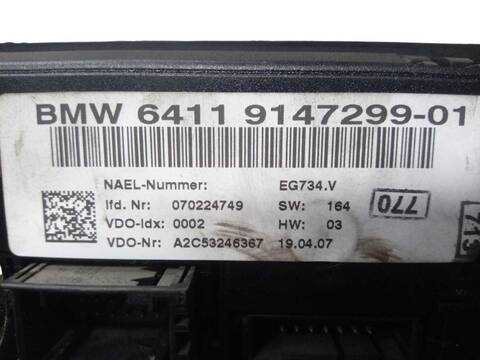 BMW 6411 9147299-01
NAEL-Nummer: EG734.V
lfd. Nr: 070224749 SW: 164
VDO-Idx: 0002 HW: 03
VDO-Nr: A2C53246367 19.04.07
770
713